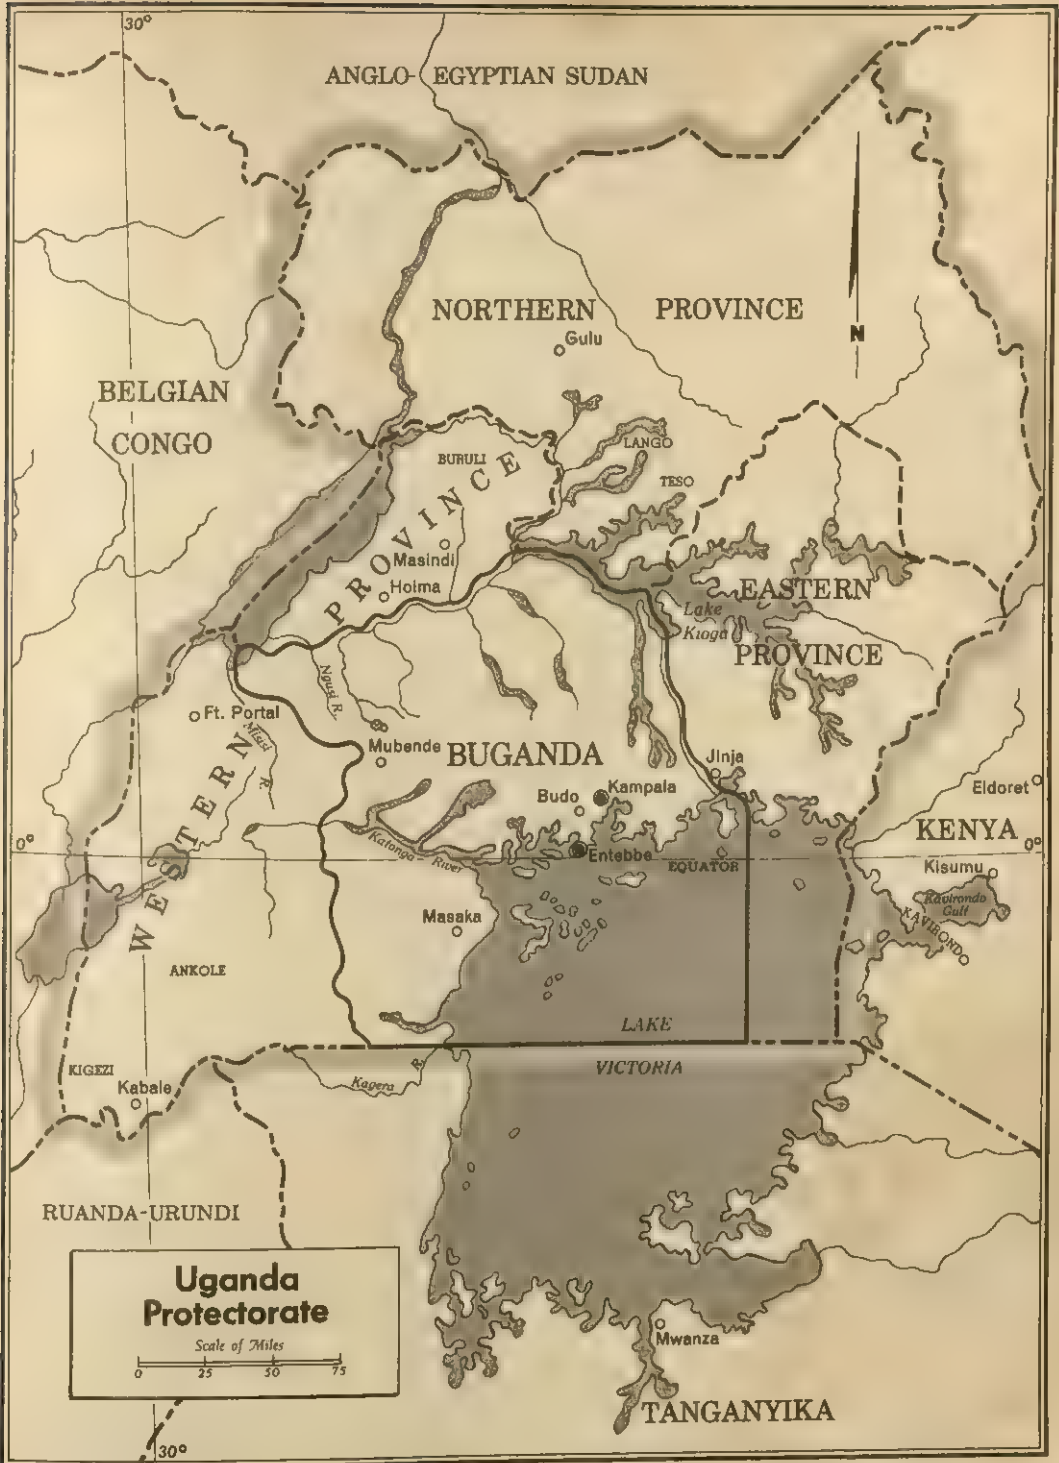 30°
ANGLO-EGYPTIAN SUDAN
NORTHERN PROVINCE
Gulu
N
BELGIAN
CONGO
LANGO
BURULI
TESO
PROVINCE
Masindi
Hoima
EASTERN
Lake
Kioga
PROVINCE
Ngusi R.
Ft. Portal
Misisi
R.
Mubende
BUGANDA
Jinja
Budo
Kampala
Eldoret
WESTERN
KENYA
0°
0°
Katonga River
Entebbe
EQUATOR
Kisumu
Kavirondo
Gulf
KAVIRONDO
Masaka
ANKOLE
LAKE
VICTORIA
KIGEZI
Kabale
Kagera R.
RUANDA-URUNDI
Uganda
Protectorate
Scale of Miles
0 25 50 75
Mwanza
TANGANYIKA
30°